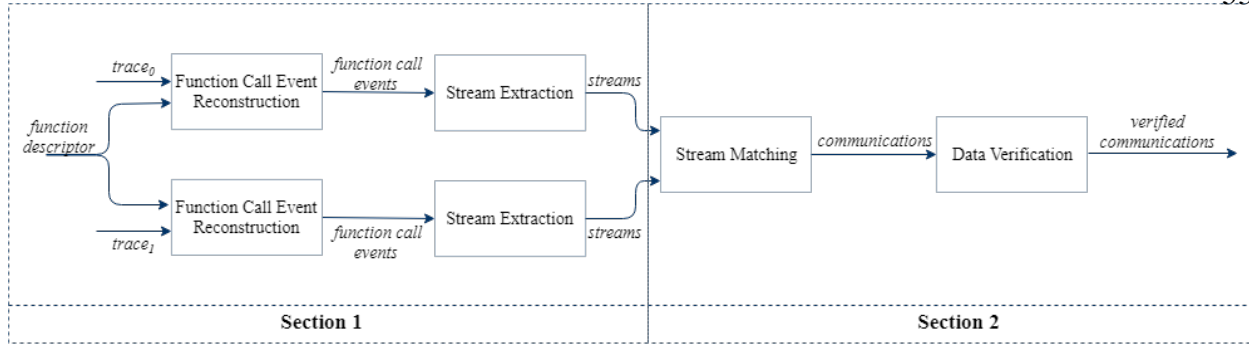 trace0
Function Call Event
Reconstruction
function call
events
Stream Extraction
streams
function
descriptor
Stream Matching
communications
Data Verification
verified
communications
Function Call Event
Reconstruction
trace1
function call
events
Stream Extraction
streams
Section 1
Section 2